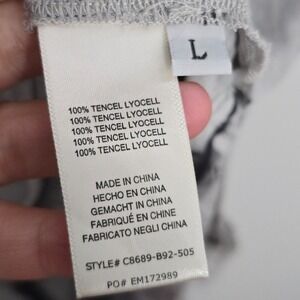 L
100% TENCEL LYOCELL
100% TENCEL LYOCELL
100% TENCEL LYOCELL
100% TENCEL LYOCELL
100% TENCEL LYOCELL
MADE IN CHINA
HECHO EN CHINA
GEMACHT IN CHINA
FABRIQUÉ EN CHINE
FABRICATO NEGLI CHINA
STYLE# C8689-B92-505
PO# EM172989